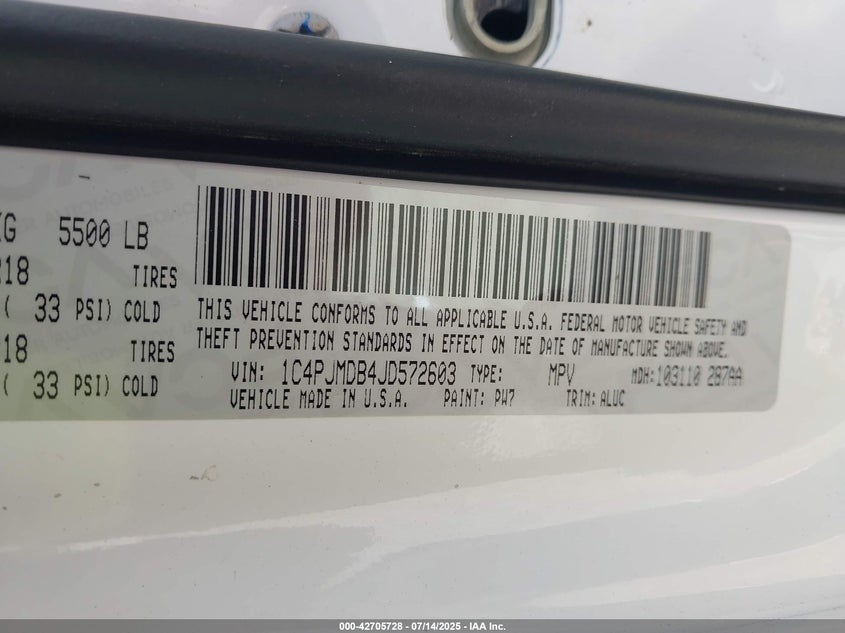 KG 5500 LB
R18 TIRES
( 33 PSI) COLD
18 TIRES
( 33 PSI) COLD
THIS VEHICLE CONFORMS TO ALL APPLICABLE U.S.A. FEDERAL MOTOR VEHICLE SAFETY AND
THEFT PREVENTION STANDARDS IN EFFECT ON THE DATE OF MANUFACTURE SHOWN ABOVE.
VIN: 1C4PJMDB4JD572603 TYPE: MPV MDH:103110 287AA
VEHICLE MADE IN U.S.A. PAINT: PW7 TRIM: ALUC
000-42705728 - 07/14/2025 - IAA Inc.